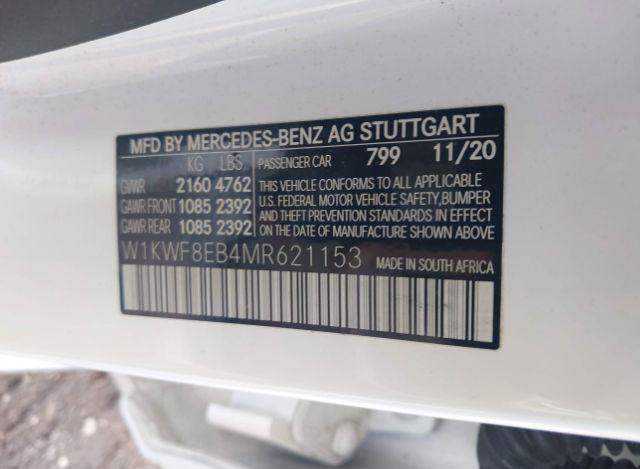 MFD BY MERCEDES-BENZ AG STUTTGART
KG LBS PASSENGER CAR 799 11/20
GVWR 2160 4762 THIS VEHICLE CONFORMS TO ALL APPLICABLE
GAWR FRONT 1085 2392 U.S. FEDERAL MOTOR VEHICLE SAFETY, BUMPER
GAWR REAR 1085 2392 AND THEFT PREVENTION STANDARDS IN EFFECT
ON THE DATE OF MANUFACTURE SHOWN ABOVE
W1KWF8EB4MR621153 MADE IN SOUTH AFRICA